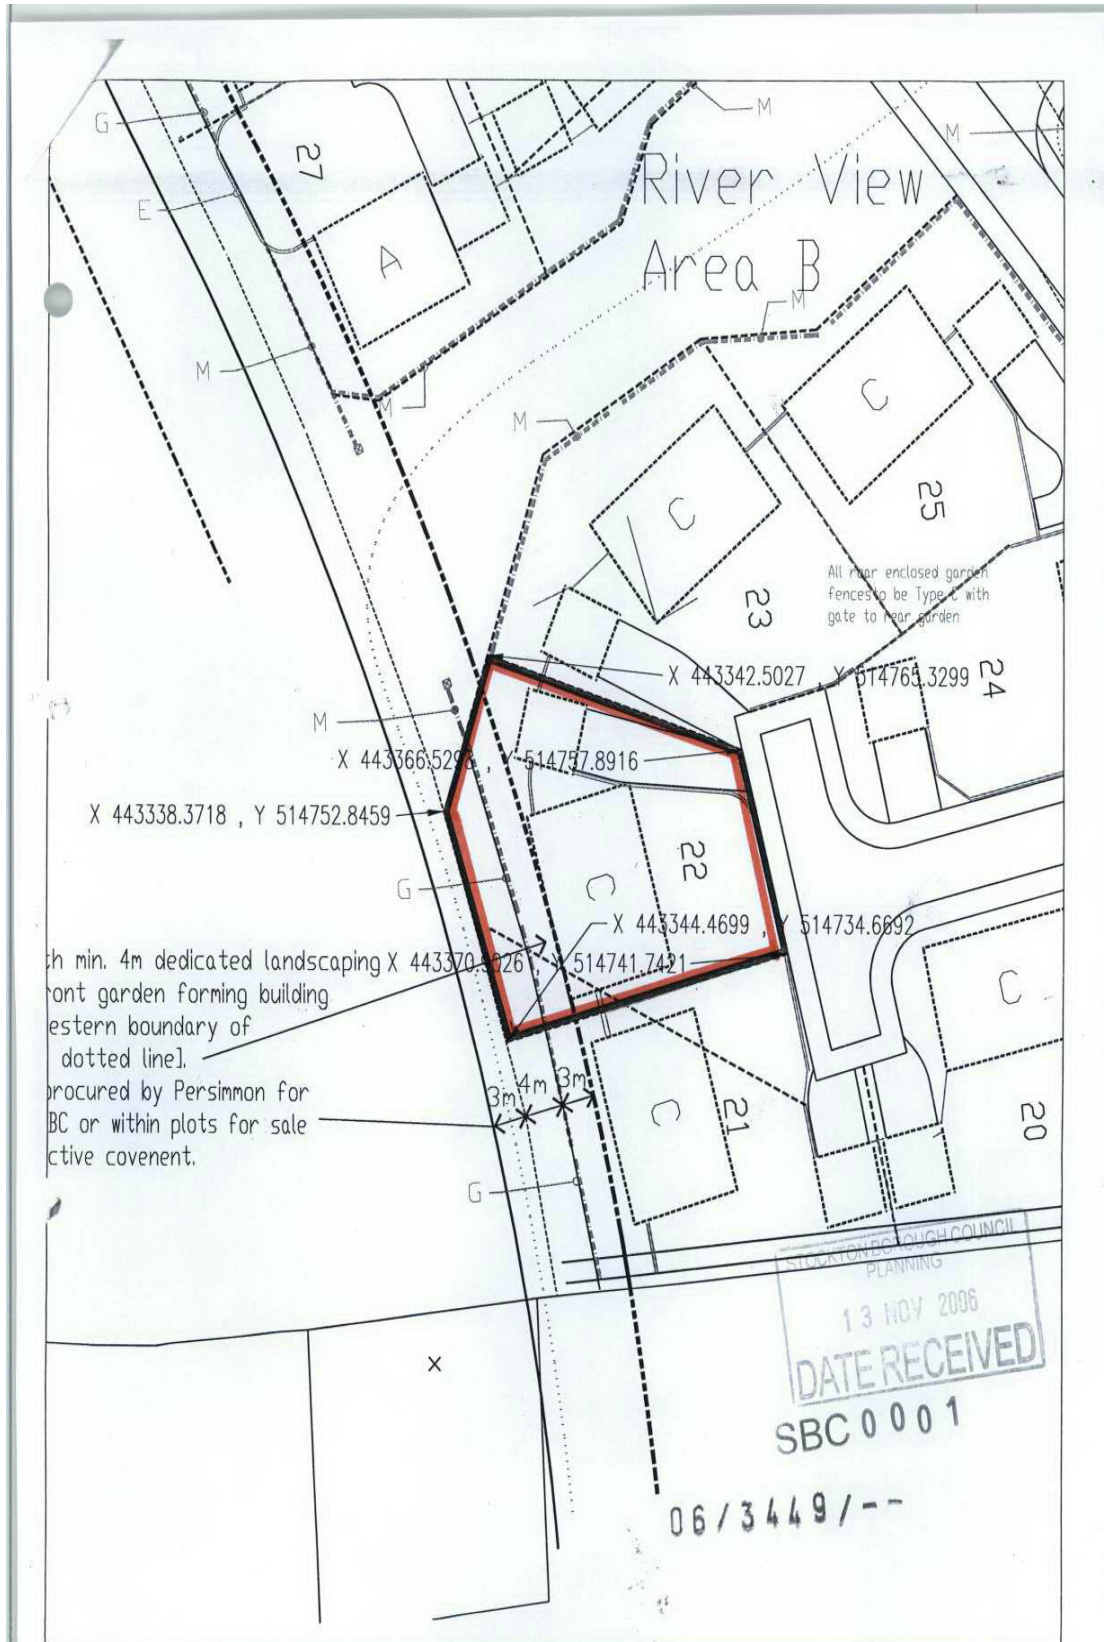 G
27
M
River View
M
E
A
Area B
M
M
M
C
M
C
25
All rear enclosed garden
fences to be Type C with
gate to rear garden
23
24
X 443342.5027 , Y 514765.3299
M
X 443366.5293 , Y 514757.8916
X 443338.3718 , Y 514752.8459
22
G
C
X 443344.4699 , Y 514734.6692
th min. 4m dedicated landscaping
X 443370.9026 , Y 514741.7421
ront garden forming building
estern boundary of
dotted line].
procured by Persimmon for
BC or within plots for sale
ctive covenent.
3m
4m
3m
C
C
21
20
G
STOCKTON BOROUGH COUNCIL
PLANNING
13 NOV 2006
DATE RECEIVED
SBC 0001
x
06/3449/--